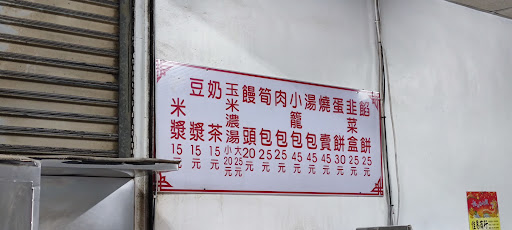 餡餅25元
韭菜盒25元
蛋餅30元
燒賣45元
湯包45元
小籠包45元
肉包25元
筍包25元
饅頭20元
玉米濃湯大25元小20元
奶茶15元
豆漿15元
米漿15元